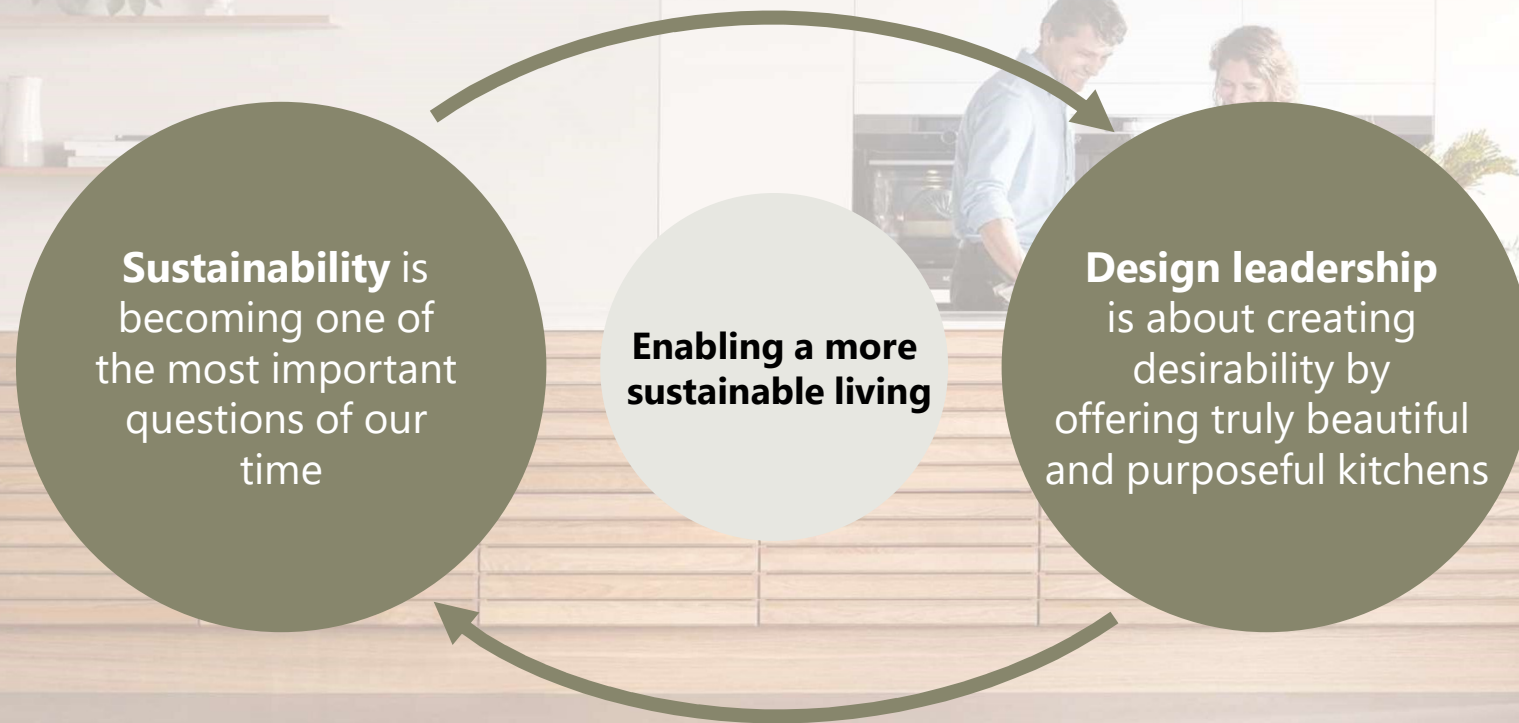 Sustainability is
becoming one of
the most important
questions of our
time
Enabling a more
sustainable living
Design leadership
is about creating
desirability by
offering truly beautiful
and purposeful kitchens